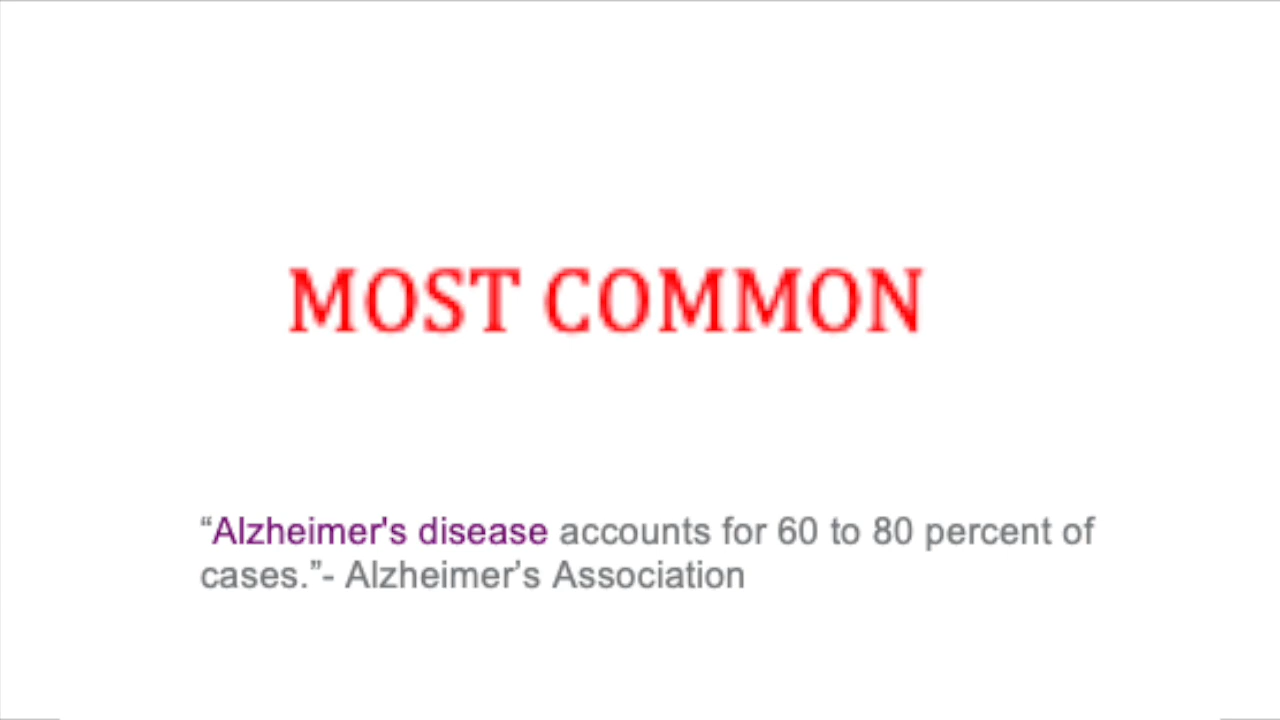 MOST COMMON
“Alzheimer's disease accounts for 60 to 80 percent of
cases.”- Alzheimer’s Association